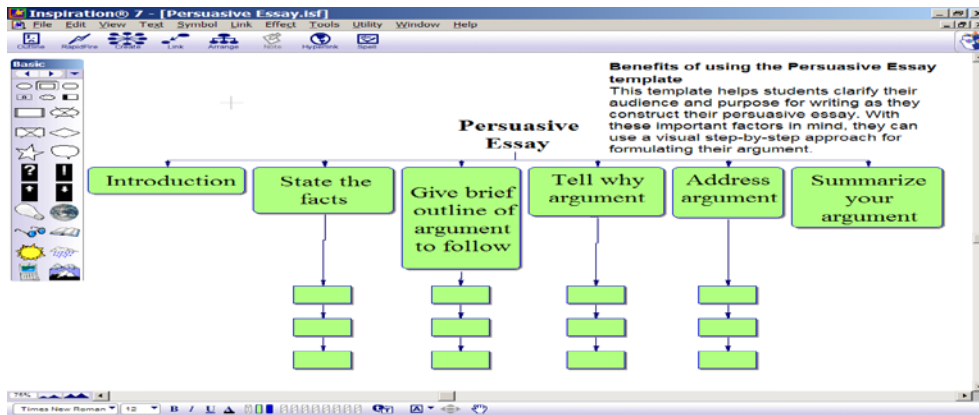 Inspiration® 7 - [Persuasive Essay.isf]
File Edit View Text Symbol Link Effect Tools Utility Window Help
Outline RapidFire Create Link Arrange Note Hyperlink Spell
Basic
Benefits of using the Persuasive Essay
template
This template helps students clarify their
audience and purpose for writing as they
construct their persuasive essay. With
these important factors in mind, they can
use a visual step-by-step approach for
formulating their argument.
Persuasive
Essay
Introduction
State the
facts
Give brief
outline of
argument
to follow
Tell why
argument
Address
argument
Summarize
your
argument
75%
Times New Roman 12 B I U A